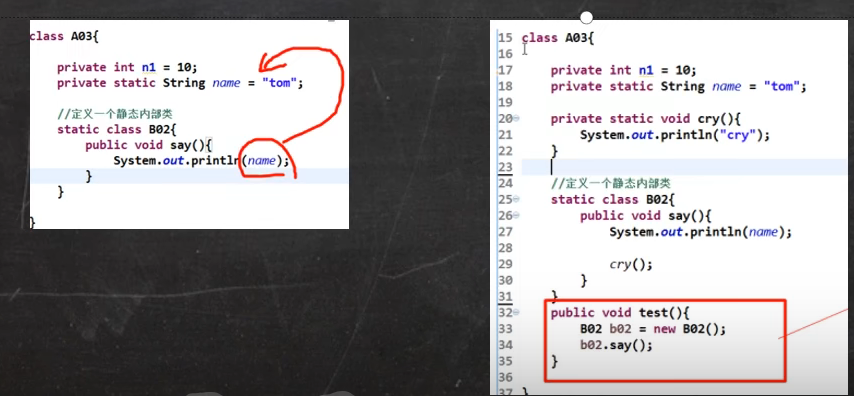 class A03{
private int n1 = 10;
private static String name = "tom";
//定义一个静态内部类
static class B02{
public void say(){
System.out.println(name);
}
}
}
15 class A03{
16
17 private int n1 = 10;
18 private static String name = "tom";
19
20 private static void cry(){
21 System.out.println("cry");
22 }
23
24 //定义一个静态内部类
25 static class B02{
26 public void say(){
27 System.out.println(name);
28
29 cry();
30 }
31 }
32 public void test(){
33 B02 b02 = new B02();
34 b02.say();
35 }
36
37 }